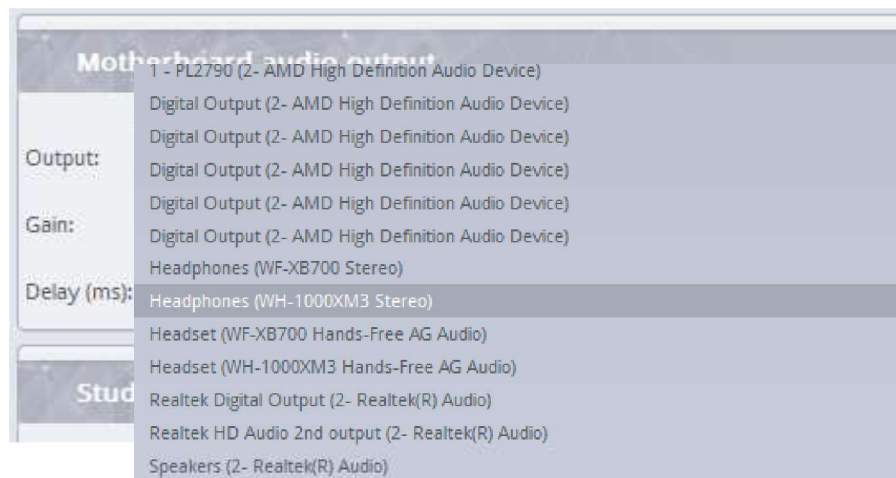 Motherboard audio output
1 - PL2790 (2- AMD High Definition Audio Device)
Digital Output (2- AMD High Definition Audio Device)
Digital Output (2- AMD High Definition Audio Device)
Output:
Digital Output (2- AMD High Definition Audio Device)
Digital Output (2- AMD High Definition Audio Device)
Gain:
Digital Output (2- AMD High Definition Audio Device)
Headphones (WF-XB700 Stereo)
Delay (ms):
Headphones (WH-1000XM3 Stereo)
Headset (WF-XB700 Hands-Free AG Audio)
Headset (WH-1000XM3 Hands-Free AG Audio)
Stud
Realtek Digital Output (2- Realtek(R) Audio)
Realtek HD Audio 2nd output (2- Realtek(R) Audio)
Speakers (2- Realtek(R) Audio)